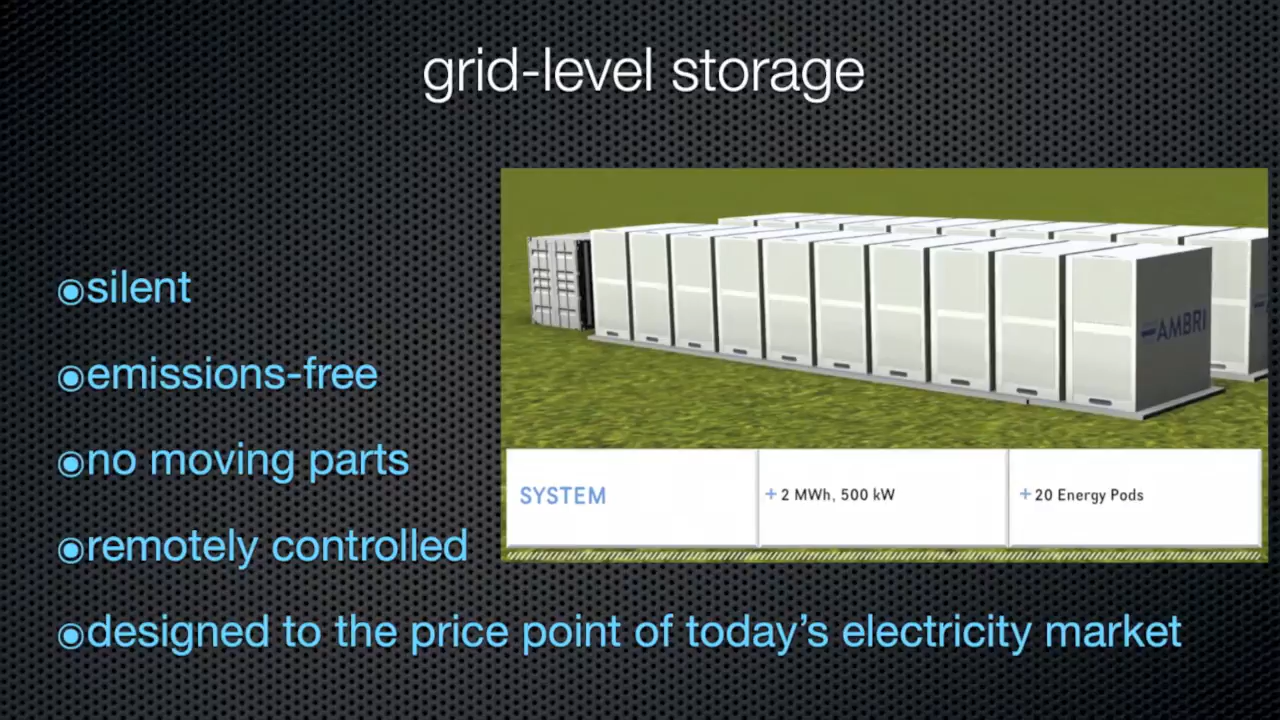 grid-level storage
silent
emissions-free
no moving parts
remotely controlled
designed to the price point of today's electricity market
AMBRI
SYSTEM
+ 2 MWh, 500 kW
+ 20 Energy Pods